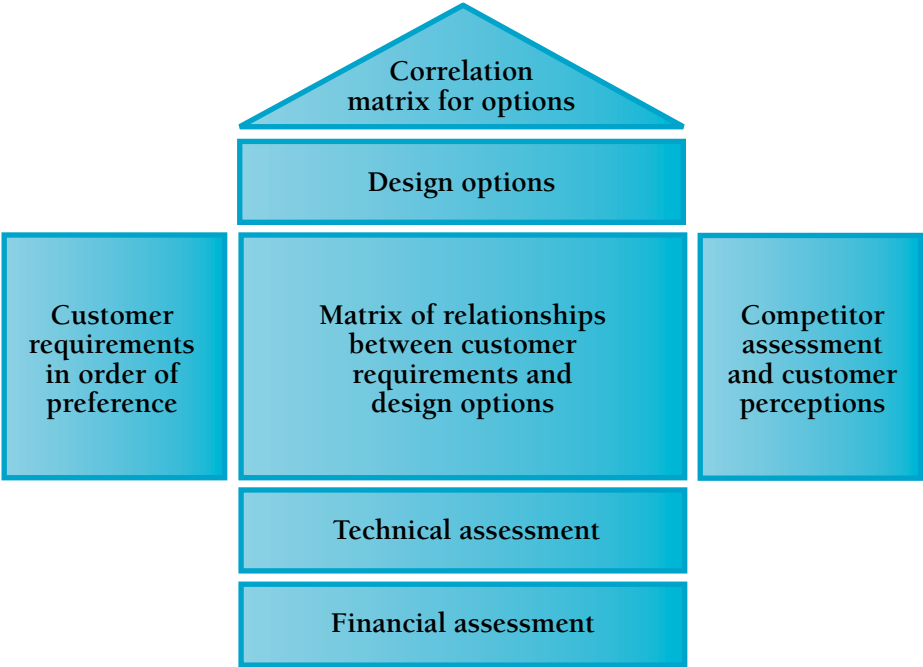 Correlation
matrix for options
Design options
Customer
requirements
in order of
preference
Matrix of relationships
between customer
requirements and
design options
Competitor
assessment
and customer
perceptions
Technical assessment
Financial assessment